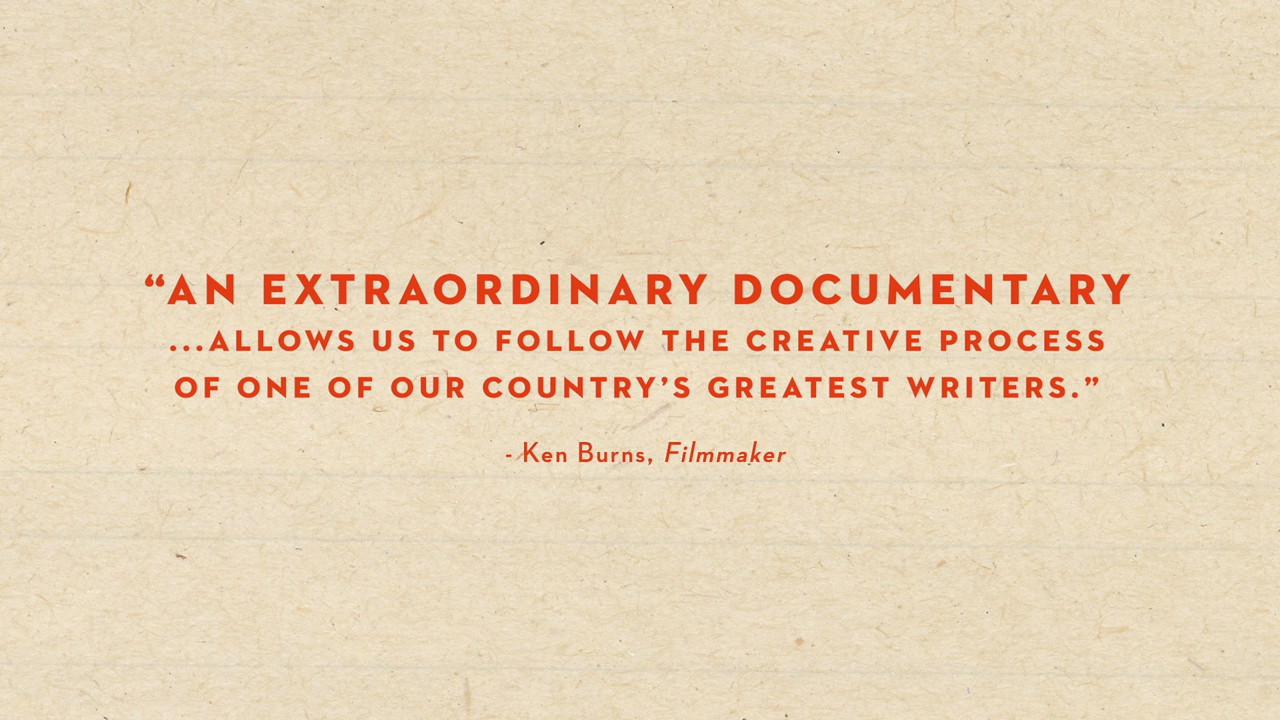 “AN EXTRAORDINARY DOCUMENTARY
...ALLOWS US TO FOLLOW THE CREATIVE PROCESS
OF ONE OF OUR COUNTRY’S GREATEST WRITERS.”
- Ken Burns, Filmmaker